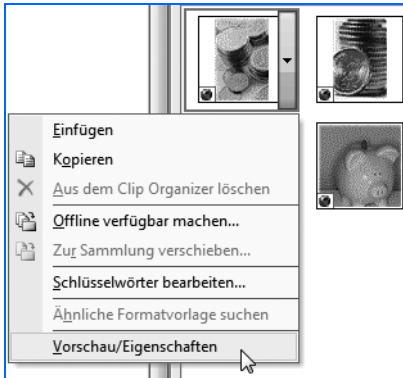 Einfügen
Kopieren
Aus dem Clip Organizer löschen
Offline verfügbar machen...
Zur Sammlung verschieben...
Schlüsselwörter bearbeiten...
Ähnliche Formatvorlage suchen
Vorschau/Eigenschaften